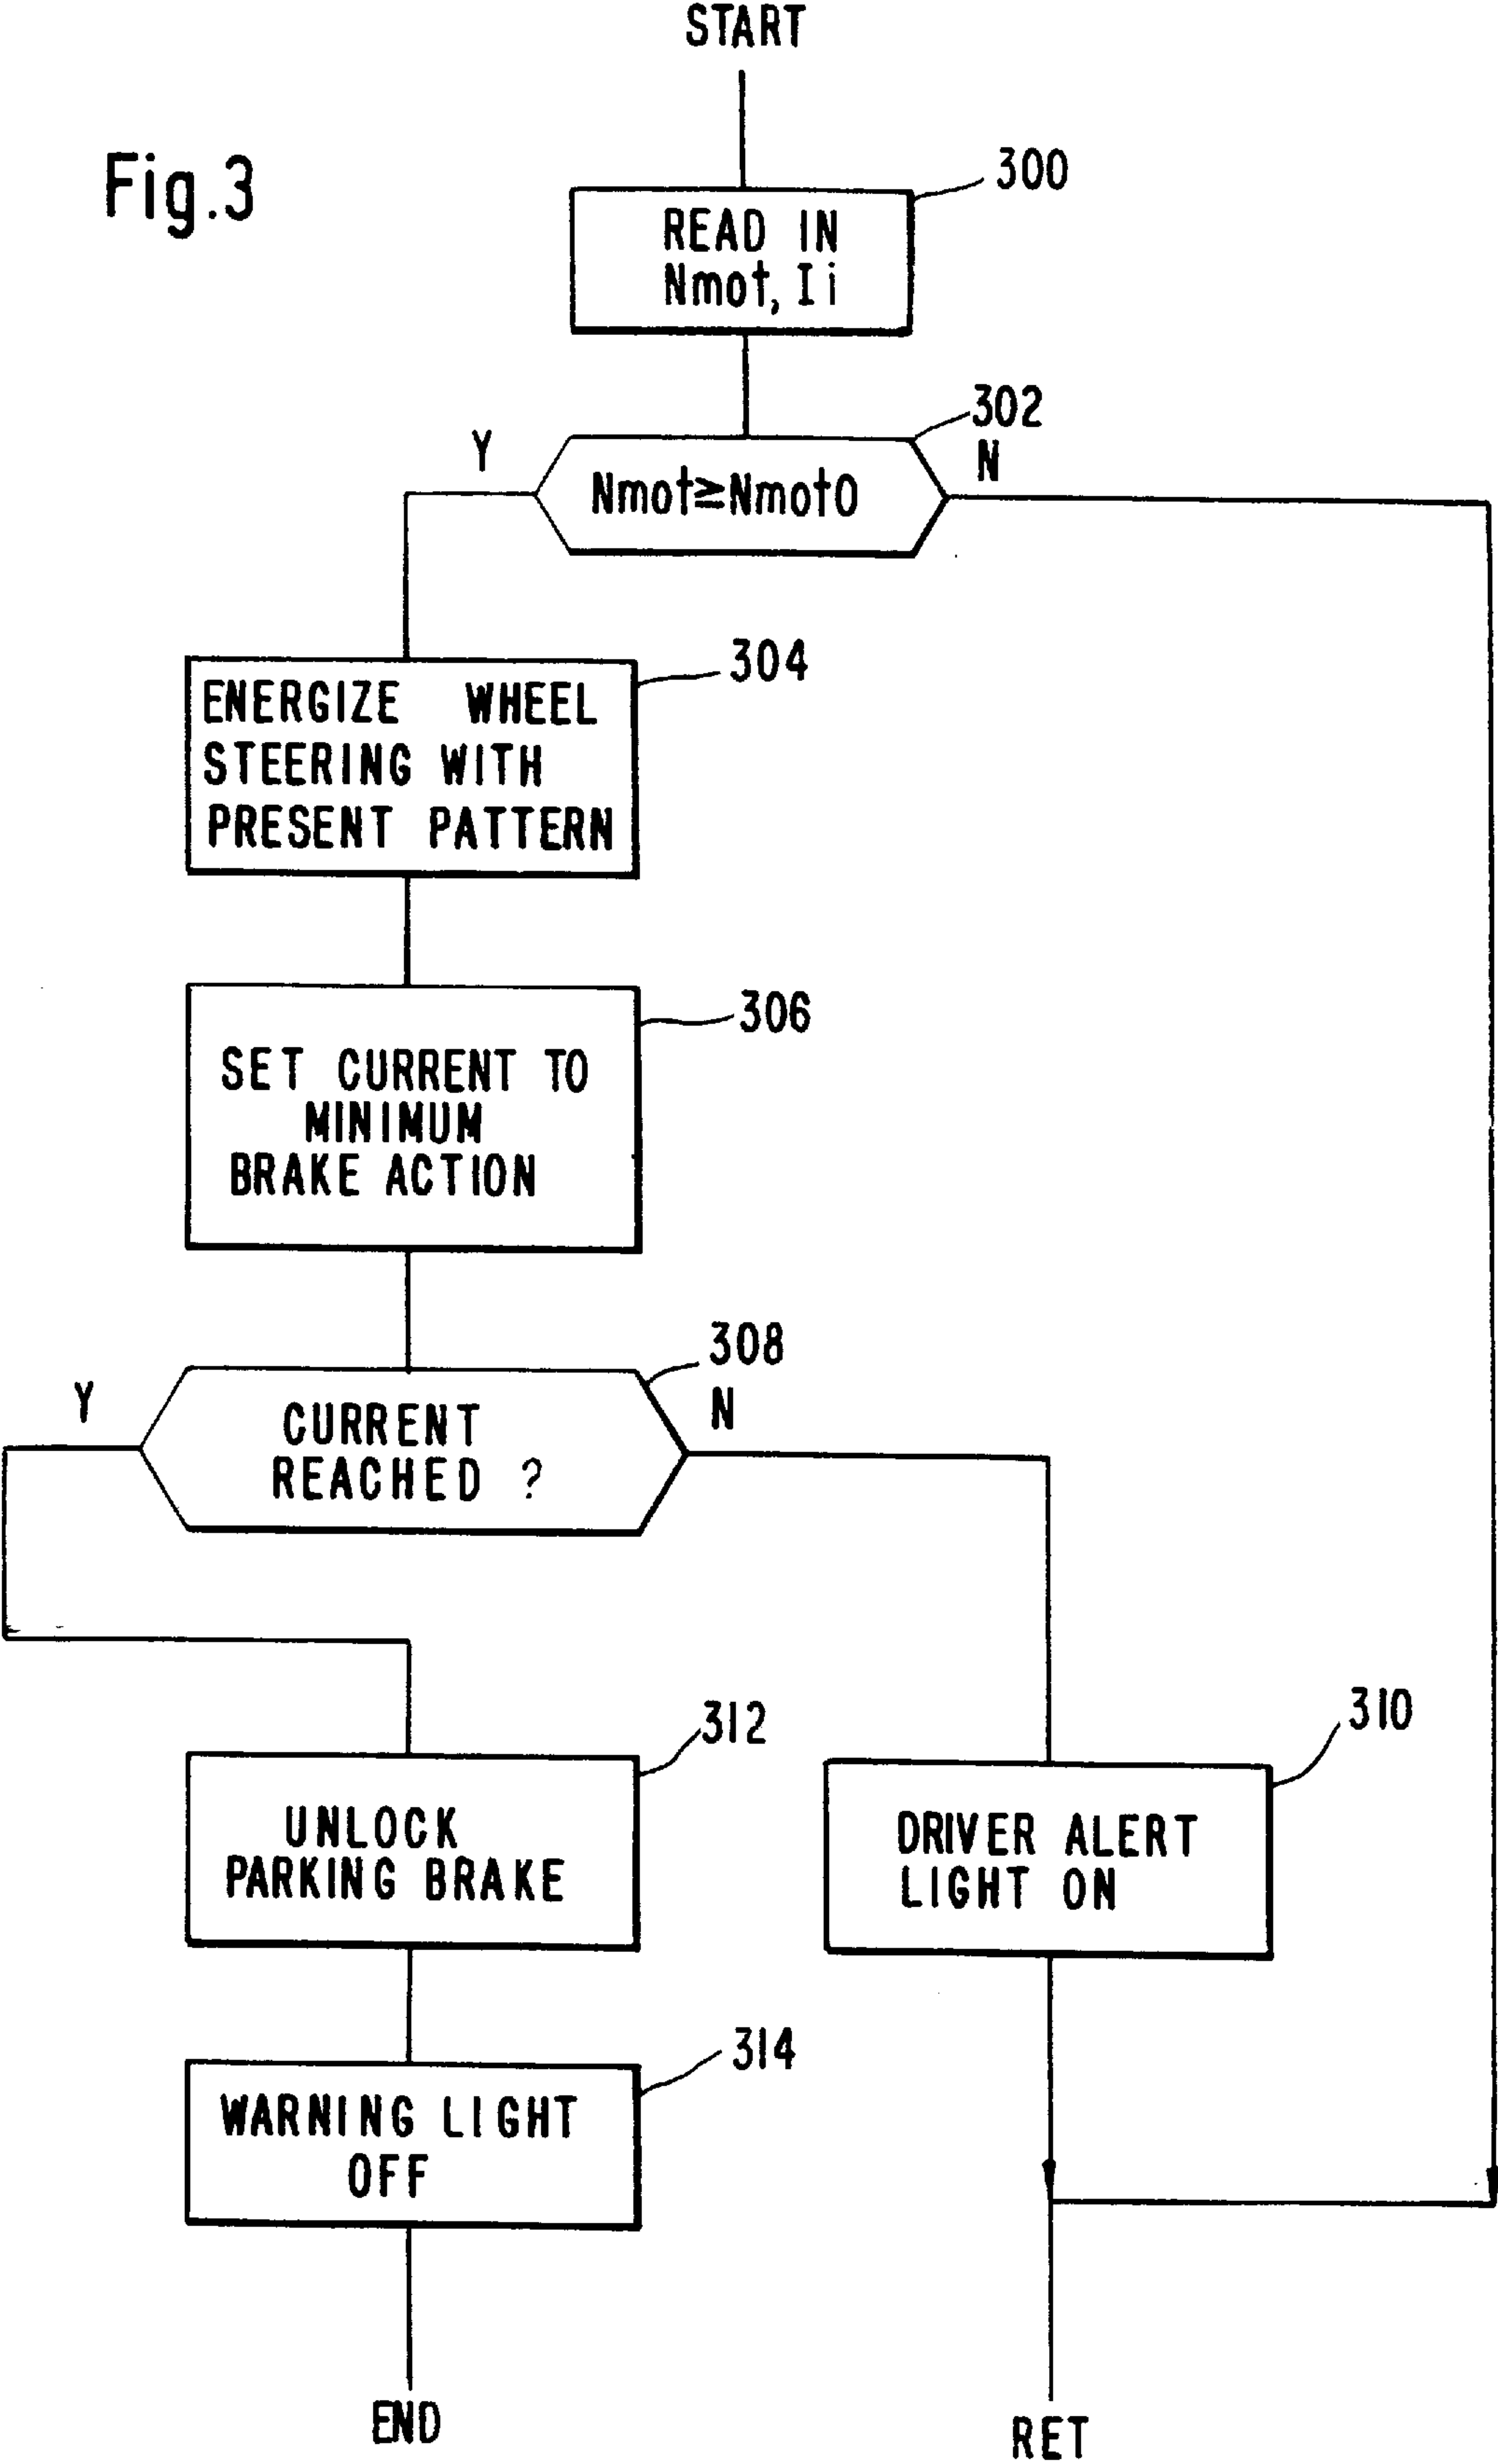 START
Fig.3
300
READ IN
Nmot, Ii
302
Y
N
Nmot≧Nmot0
304
ENERGIZE WHEEL
STEERING WITH
PRESENT PATTERN
306
SET CURRENT TO
MINIMUM
BRAKE ACTION
308
Y
N
CURRENT
REACHED ?
312
310
UNLOCK
PARKING BRAKE
DRIVER ALERT
LIGHT ON
314
WARNING LIGHT
OFF
END
RET